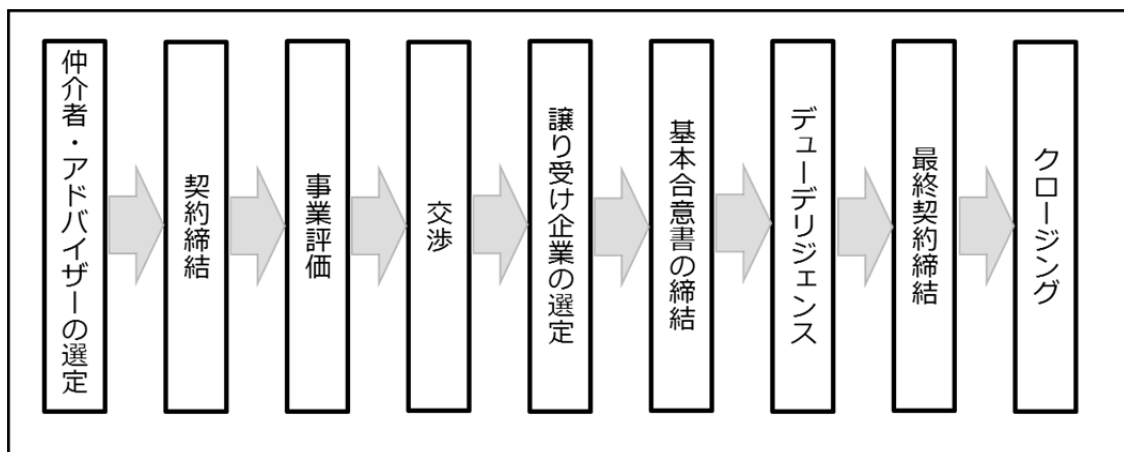 仲介者・アドバイザーの選定
契約締結
事業評価
交渉
譲り受け企業の選定
基本合意書の締結
デューデリジェンス
最終契約締結
クロージング